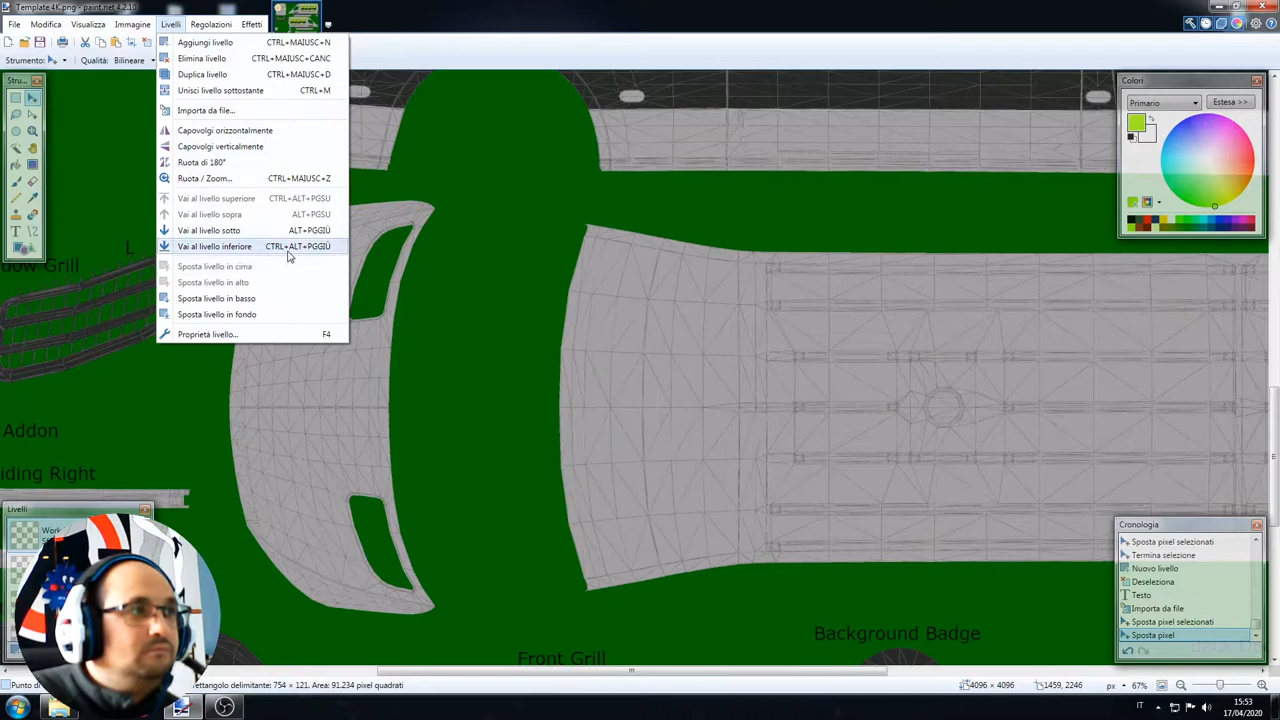 Template4K.png - paint.net 4.2.10
File Modifica Visualizza Immagine Livelli Regolazioni Effetti
Strumento: Qualità: Bilineare
Aggiungi livello CTRL+MAIUSC+N
Elimina livello CTRL+MAIUSC+CANC
Duplica livello CTRL+MAIUSC+D
Unisci livello sottostante CTRL+M
Importa da file...
Capovolgi orizzontalmente
Capovolgi verticalmente
Ruota di 180°
Ruota / Zoom... CTRL+MAIUSC+Z
Vai al livello superiore CTRL+ALT+PGSU
Vai al livello sopra ALT+PGSU
Vai al livello sotto ALT+PGGIÙ
Vai al livello inferiore CTRL+ALT+PGGIÙ
Sposta livello in cima
Sposta livello in alto
Sposta livello in basso
Sposta livello in fondo
Proprietà livello... F4
Stru...
Colori
Primario Estesa >>
L
dow Grill
Addon
iding Right
Livelli
Work
Background Badge
Front Grill
Cronologia
Sposta pixel selezionati
Termina selezione
Nuovo livello
Deseleziona
Testo
Importa da file
Sposta pixel selezionati
Sposta pixel
Punto di
rettangolo delimitante: 754 × 121. Area: 91.234 pixel quadrati
4096 × 4096 1459, 2246 px 67%
IT 15:53
17/04/2020